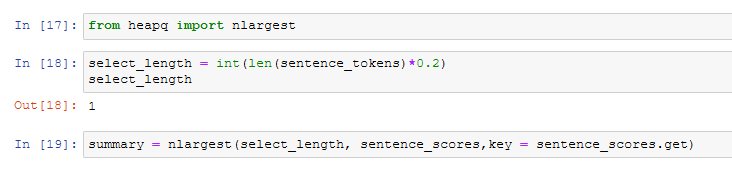 In [17]: from heapq import nlargest
In [18]: select_length = int(len(sentence_tokens)*0.2)
select_length
Out[18]: 1
In [19]: summary = nlargest(select_length, sentence_scores,key = sentence_scores.get)